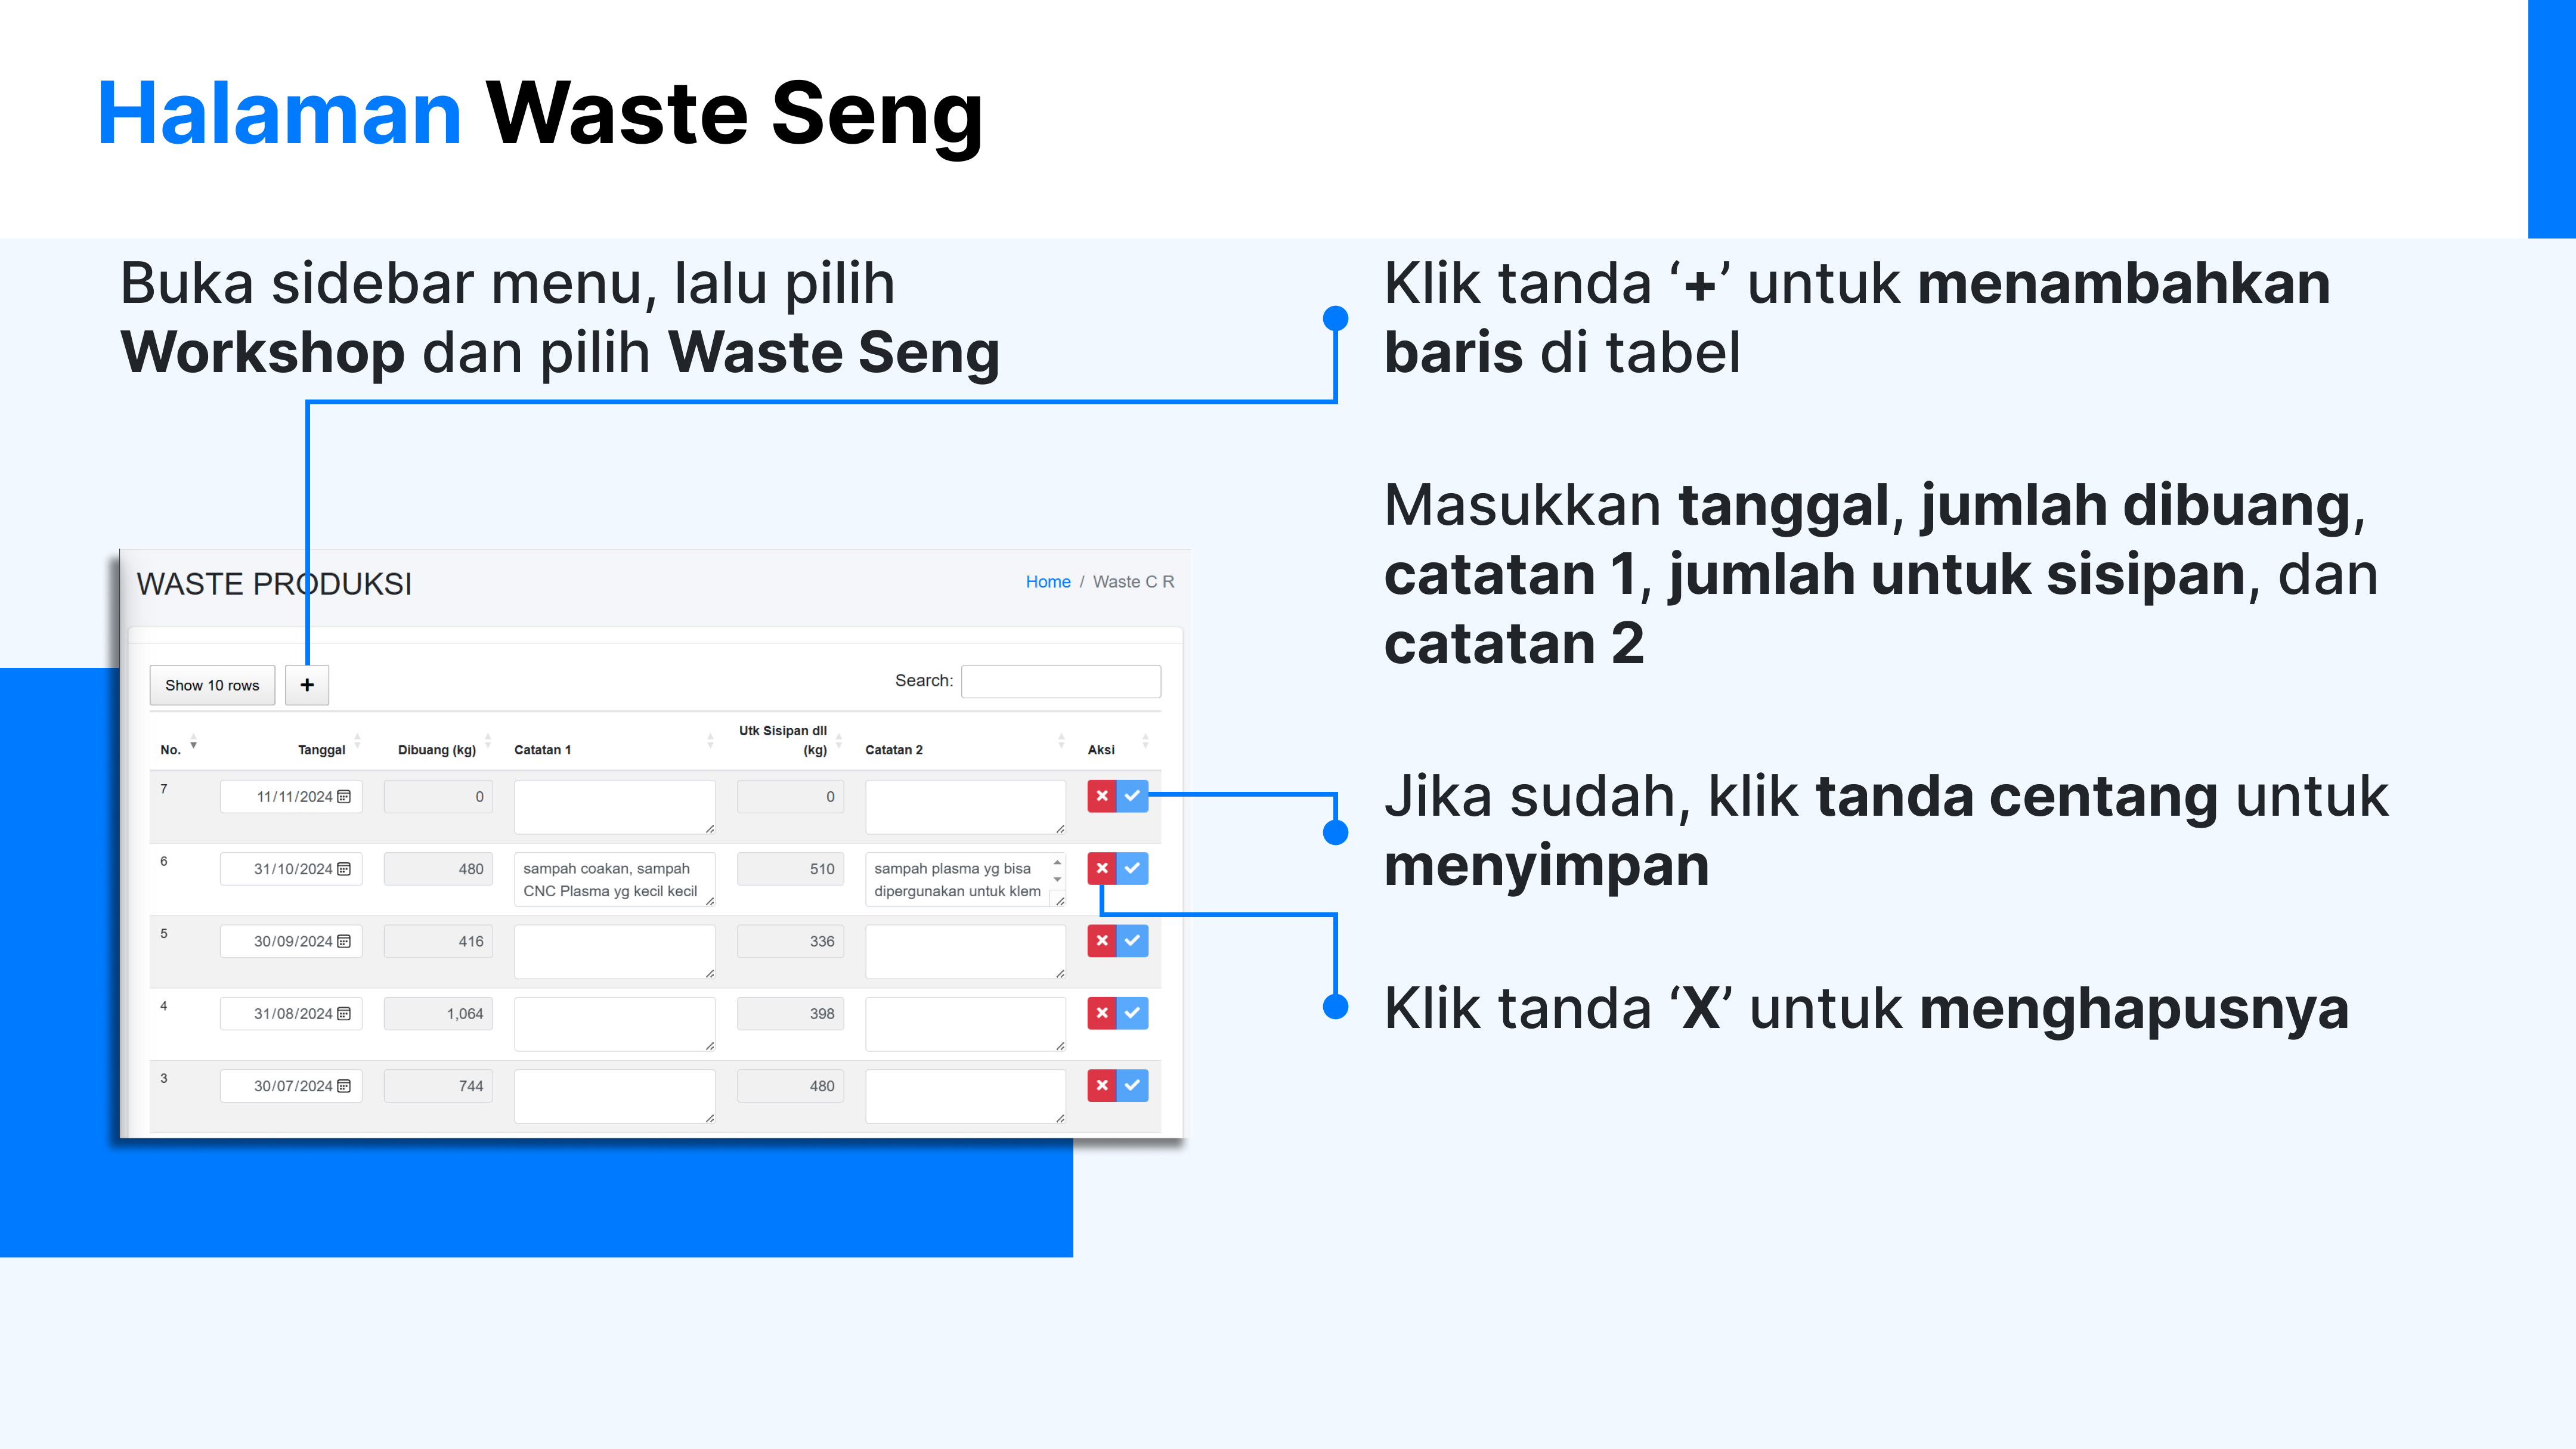 Halaman Waste Seng
Buka sidebar menu, lalu pilih
Workshop dan pilih Waste Seng
Klik tanda ‘+’ untuk menambahkan
baris di tabel
Masukkan tanggal, jumlah dibuang,
catatan 1, jumlah untuk sisipan, dan
catatan 2
Jika sudah, klik tanda centang untuk
menyimpan
Klik tanda ‘X’ untuk menghapusnya
WASTE PRODUKSI
Home / Waste C R
Show 10 rows +
Search:
No. Tanggal Dibuang (kg) Catatan 1 Utk Sisipan dll (kg) Catatan 2 Aksi
7 11/11/2024 0 0
6 31/10/2024 480 sampah coakan, sampah 510 sampah plasma yg bisa
CNC Plasma yg kecil kecil dipergunakan untuk klem
5 30/09/2024 416 336
4 31/08/2024 1,064 398
3 30/07/2024 744 480